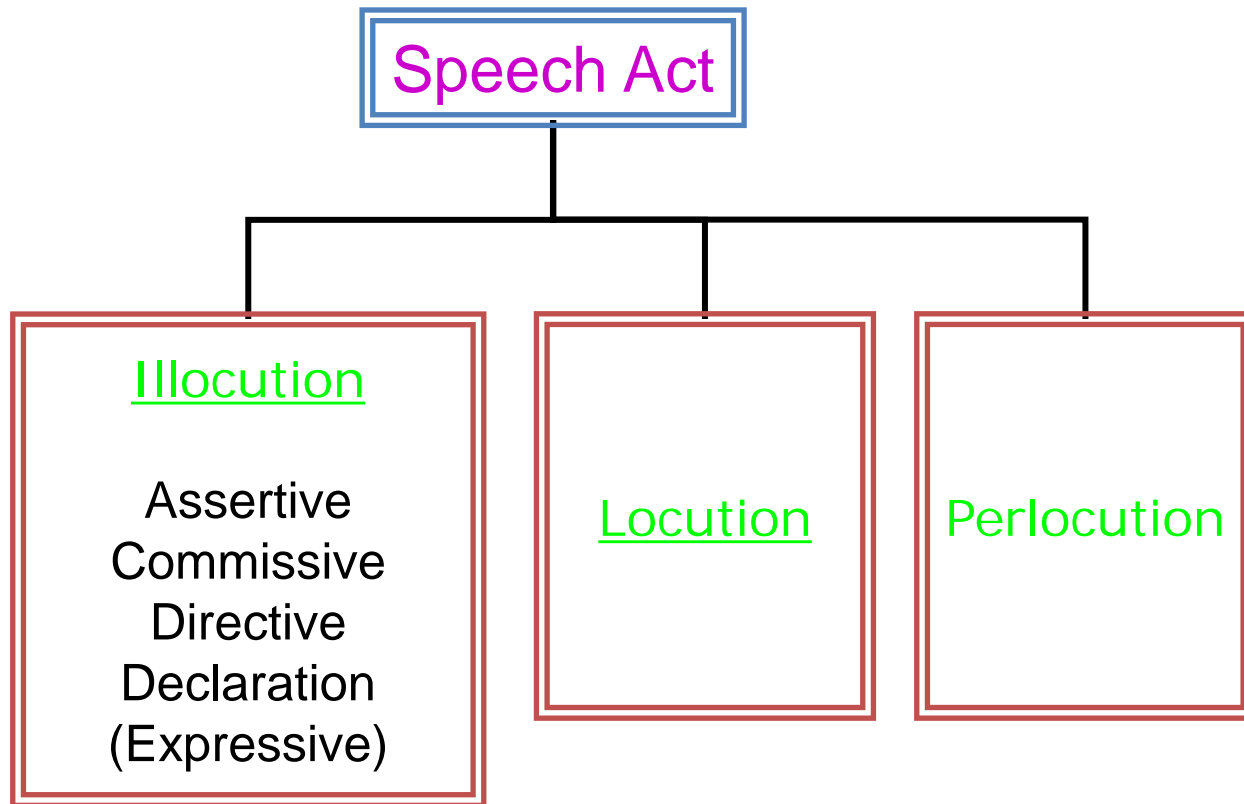 Speech Act
Illocution
Assertive
Commissive
Directive
Declaration
(Expressive)
Locution
Perlocution